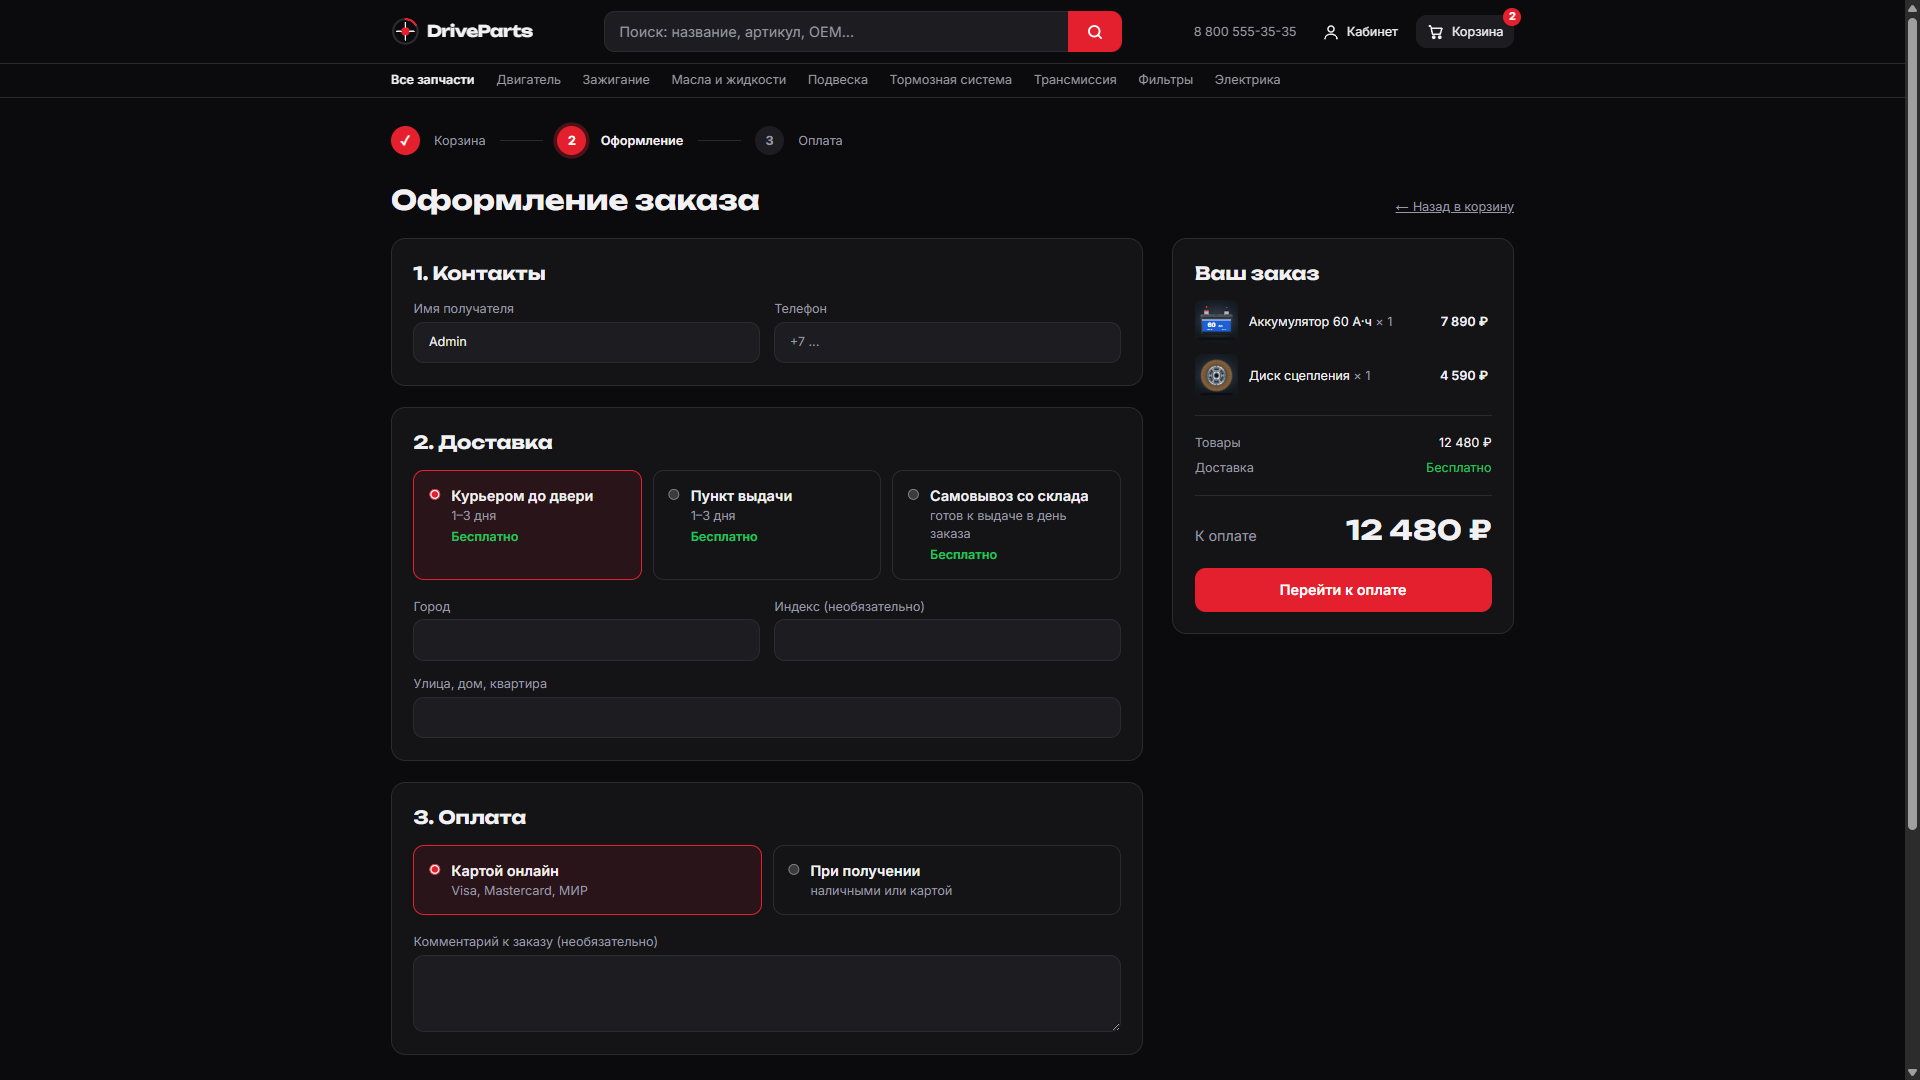 DriveParts
Поиск: название, артикул, OEM...
8 800 555-35-35
Кабинет
Корзина
2
Все запчасти
Двигатель
Зажигание
Масла и жидкости
Подвеска
Тормозная система
Трансмиссия
Фильтры
Электрика
Корзина
2
Оформление
3
Оплата
Оформление заказа
← Назад в корзину
1. Контакты
Имя получателя
Телефон
Admin
+7 ...
2. Доставка
Курьером до двери
1–3 дня
Бесплатно
Пункт выдачи
1–3 дня
Бесплатно
Самовывоз со склада
готов к выдаче в день
заказа
Бесплатно
Город
Индекс (необязательно)
Улица, дом, квартира
3. Оплата
Картой онлайн
Visa, Mastercard, МИР
При получении
наличными или картой
Комментарий к заказу (необязательно)
Ваш заказ
60
Аккумулятор 60 А·ч × 1
7 890 ₽
Диск сцепления × 1
4 590 ₽
Товары
12 480 ₽
Доставка
Бесплатно
К оплате
12 480 ₽
Перейти к оплате